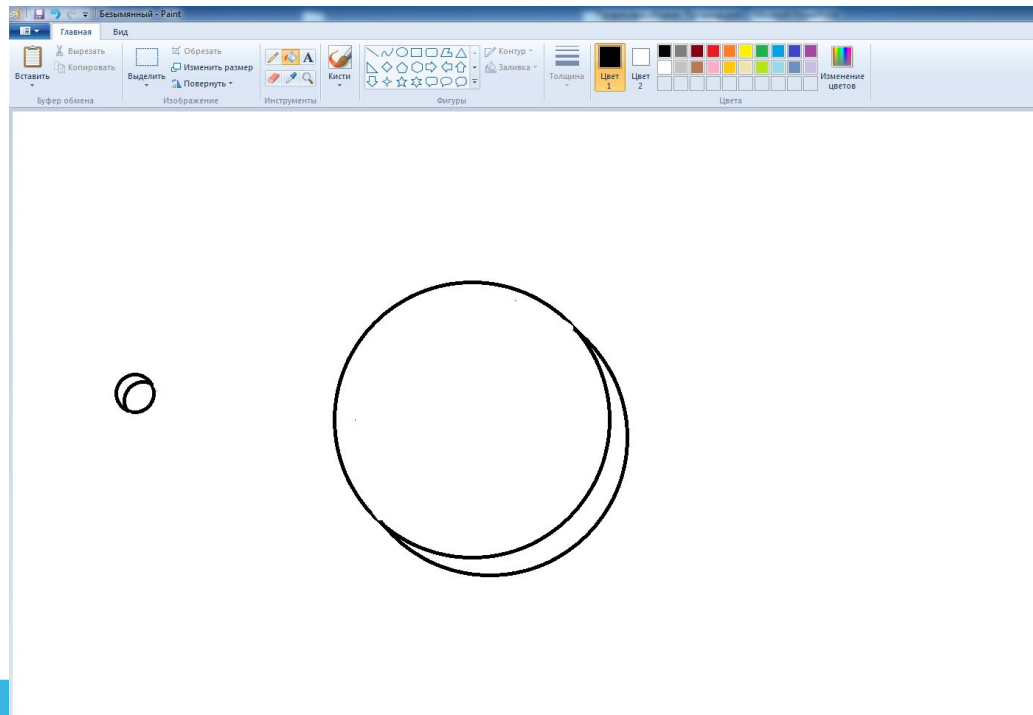 Безымянный - Paint
Главная Вид
Вырезать
Копировать
Вставить
Буфер обмена
Обрезать
Изменить размер
Повернуть
Выделить
Изображение
A
Инструменты
Кисти
Контур
Заливка
Фигуры
Толщина
Цвет 1
Цвет 2
Изменение цветов
Цвета